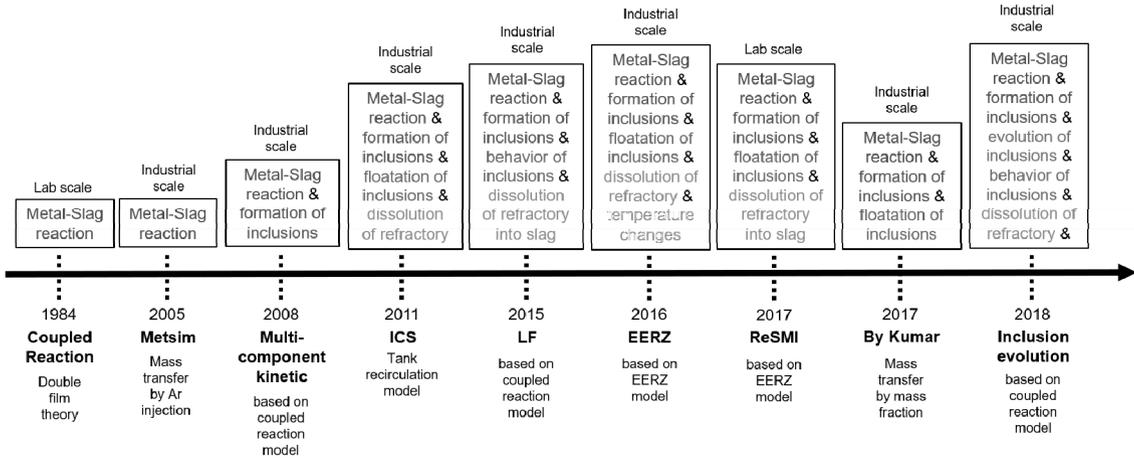 Lab scale
Metal-Slag
reaction
1984
Coupled
Reaction
Double
film
theory
Industrial
scale
Metal-Slag
reaction
2005
Metsim
Mass
transfer
by Ar
injection
Industrial
scale
Metal-Slag
reaction &
formation of
inclusions
2008
Multi-
component
kinetic
based on
coupled
reaction
model
Industrial
scale
Metal-Slag
reaction &
formation of
inclusions &
floatation of
inclusions &
dissolution
of refractory
2011
ICS
Tank
recirculation
model
Industrial
scale
Metal-Slag
reaction &
formation of
inclusions &
behavior of
inclusions &
dissolution
of refractory
into slag
2015
LF
based on
coupled
reaction
model
Industrial
scale
Metal-Slag
reaction &
formation of
inclusions &
floatation of
inclusions &
dissolution of
refractory &
temperature
changes
2016
EERZ
based on
EERZ
model
Lab scale
Metal-Slag
reaction &
formation of
inclusions &
floatation of
inclusions &
dissolution of
refractory
into slag
2017
ReSMI
based on
EERZ
model
Industrial
scale
Metal-Slag
reaction &
formation of
inclusions &
floatation of
inclusions
2017
By Kumar
Mass
transfer
by mass
fraction
Industrial
scale
Metal-Slag
reaction &
formation of
inclusions &
evolution of
inclusions &
behavior of
inclusions &
dissolution of
refractory &
2018
Inclusion
evolution
based on
coupled
reaction
model